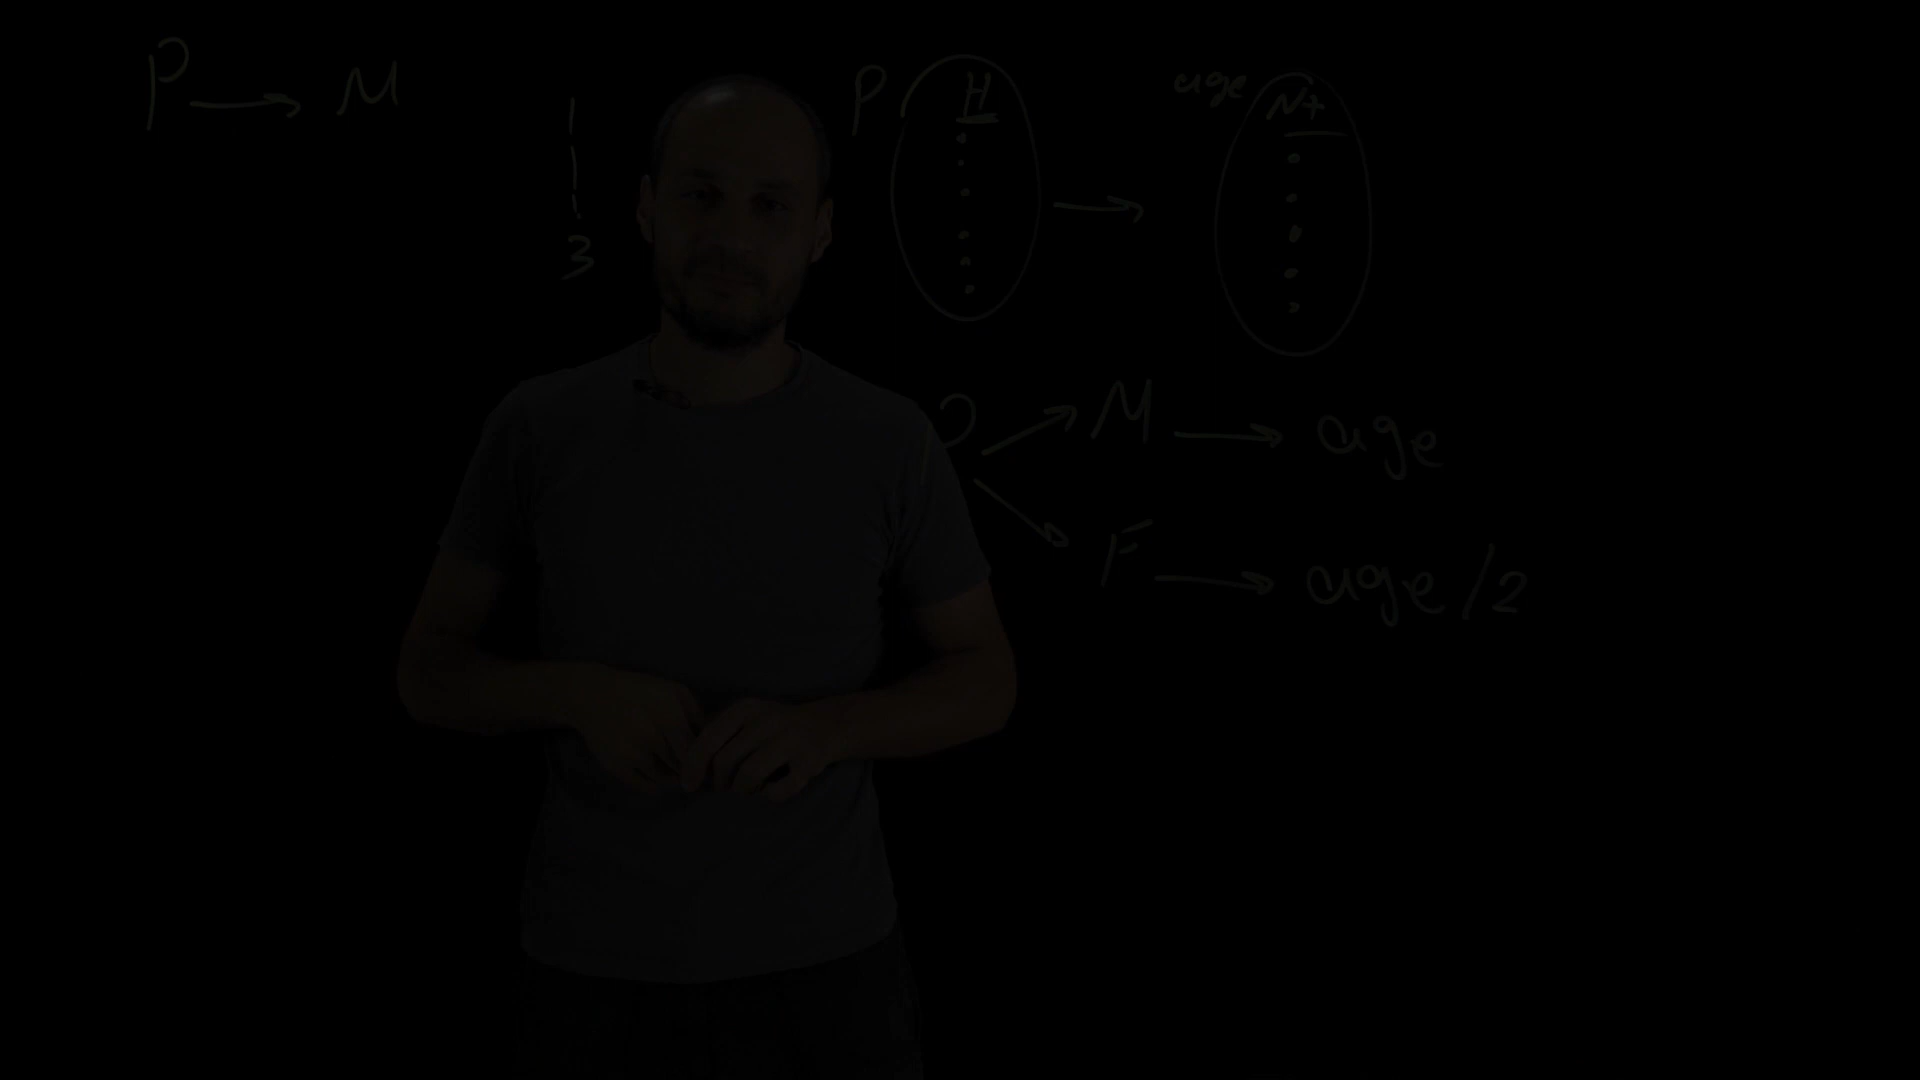 P → M
3
P H → age N+
M → age
F → age/2